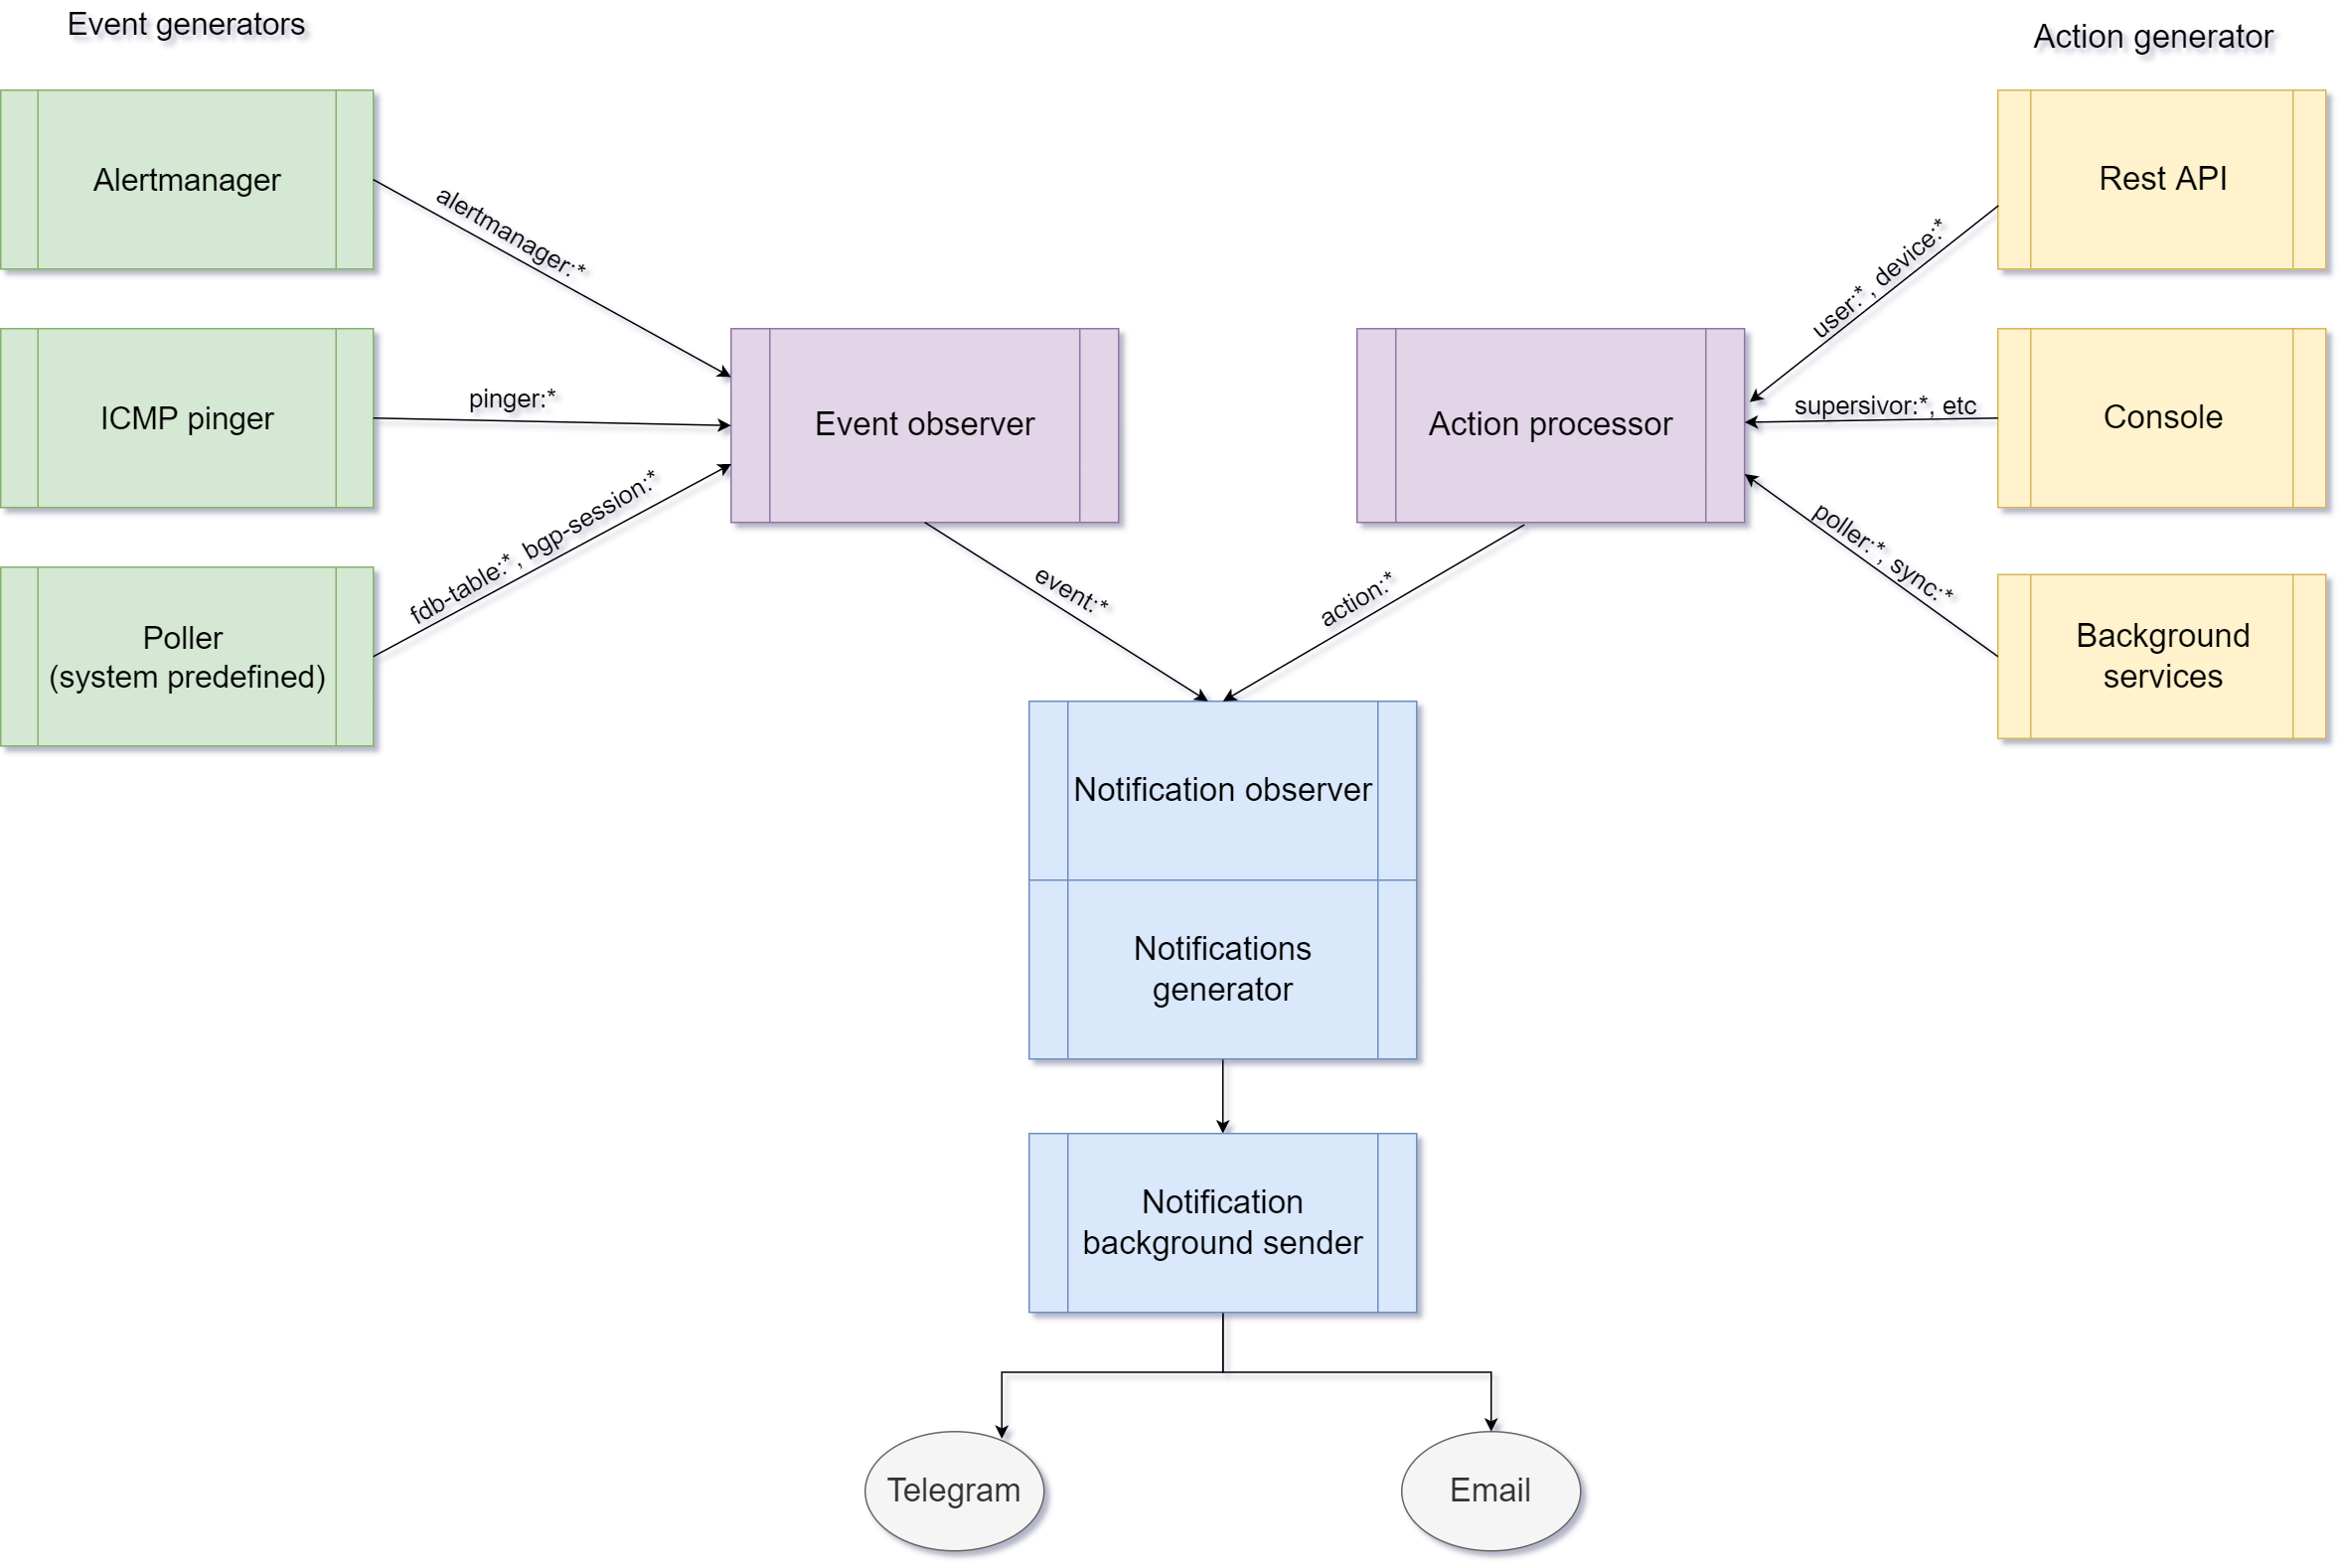 Event generators
Action generator
Alertmanager
Rest API
alertmanager:*
user:*, device:*
ICMP pinger
pinger:*
Event observer
Action processor
supersivor:*, etc
Console
Poller
(system predefined)
fdb-table:*, bgp-session:*
poller:*, sync:*
Background
services
event:*
action:*
Notification observer
Notifications
generator
Notification
background sender
Telegram
Email